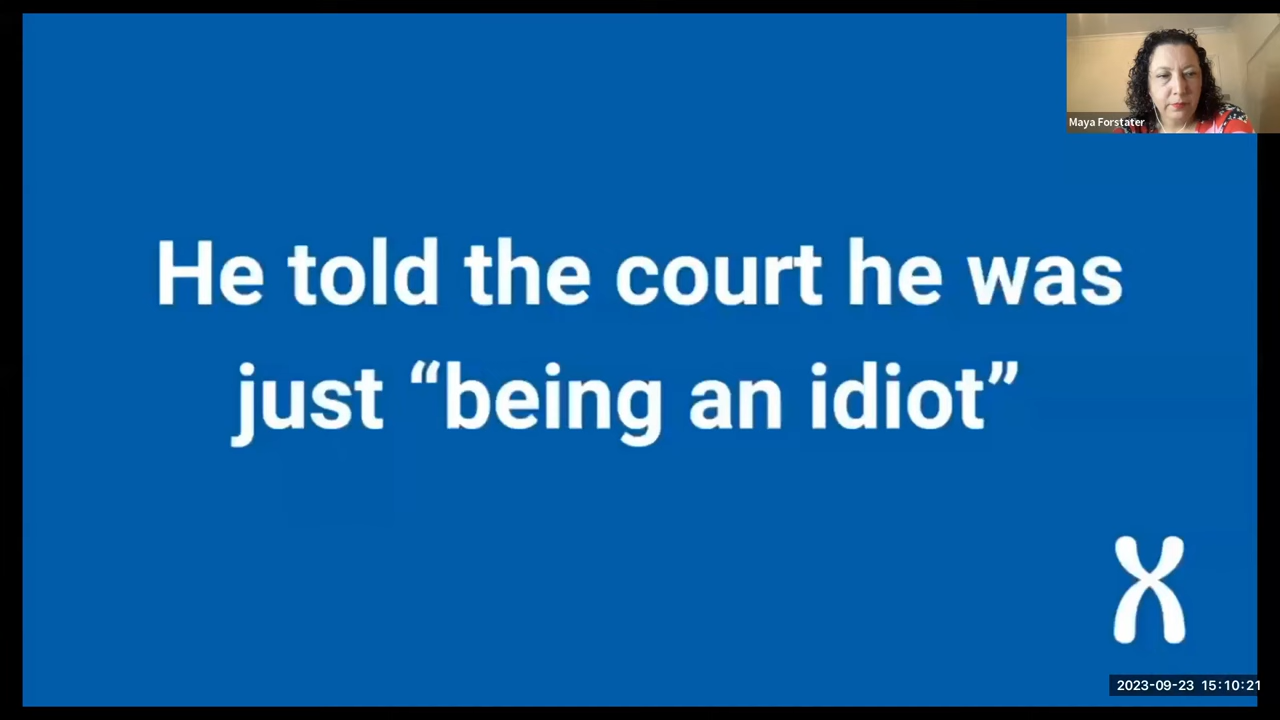 Maya Forstater
He told the court he was
just “being an idiot”
2023-09-23 15:10:21